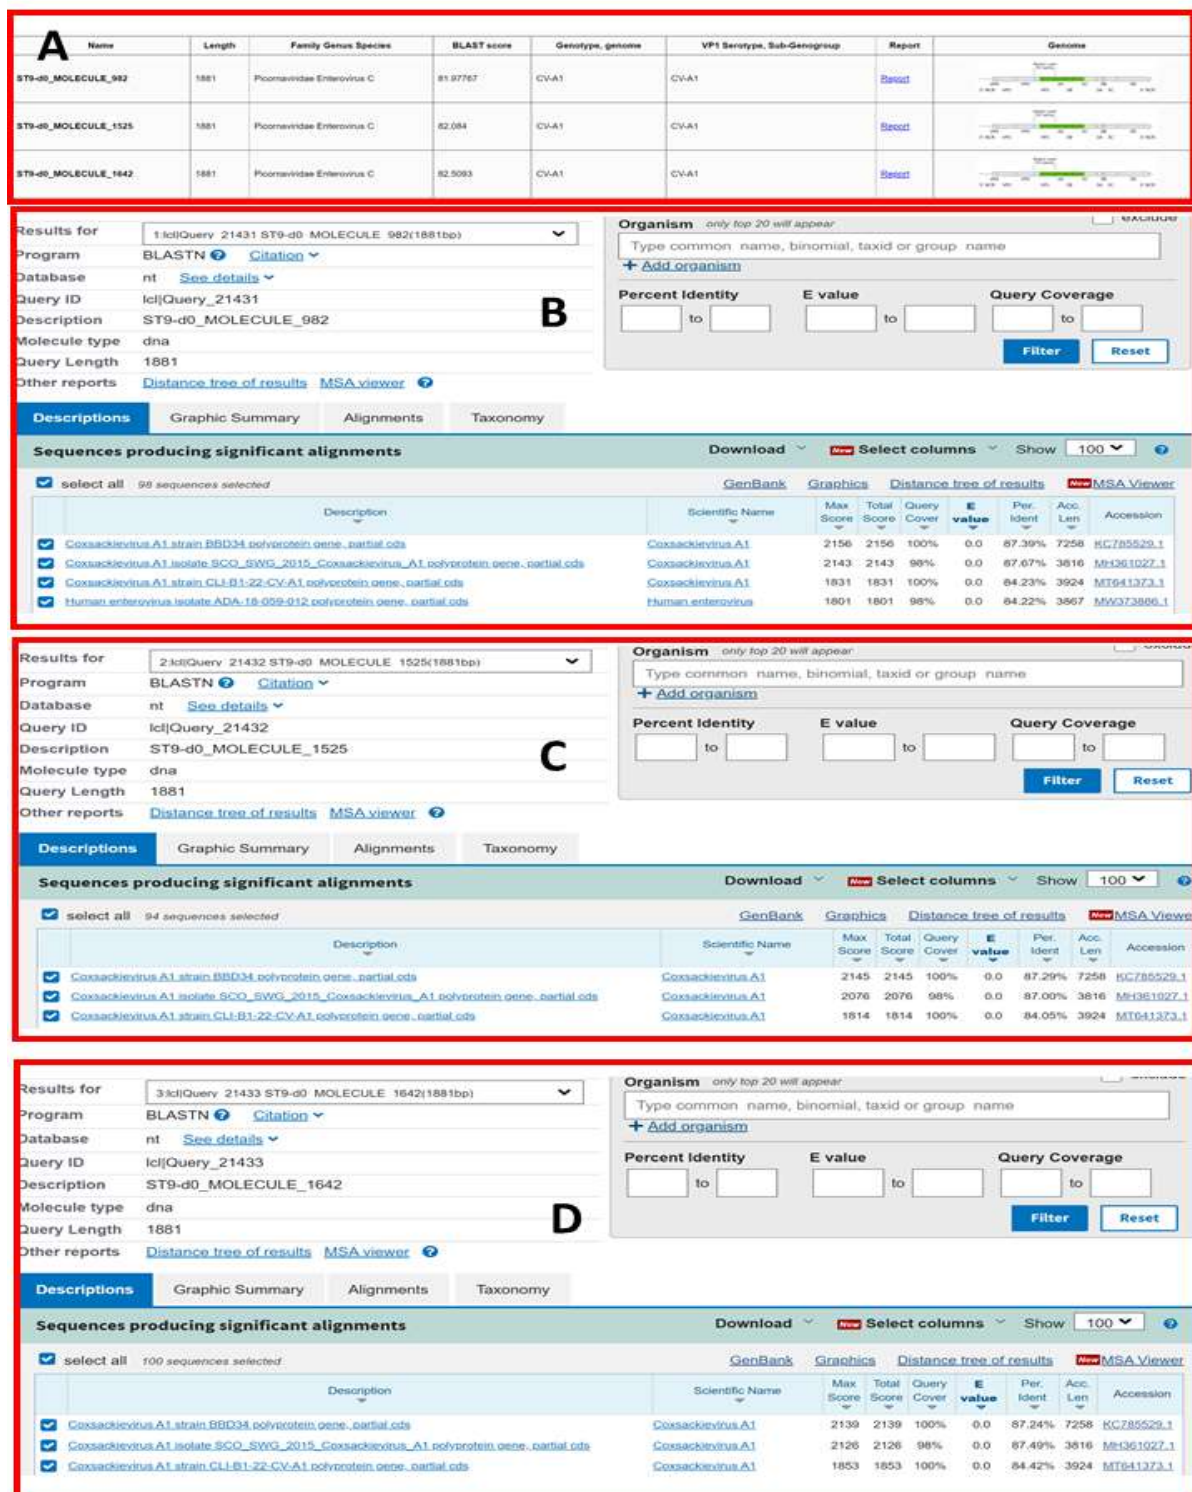 A
Name Length Family Genus Species BLAST score Genotype, genome VP1 Serotype, Sub-Genogroup Report Genome
ST9-d0_MOLECULE_982 1881 Picornaviridae Enterovirus C 81.97767 CV-A1 CV-A1 Report
ST9-d0_MOLECULE_1525 1881 Picornaviridae Enterovirus C 82.084 CV-A1 CV-A1 Report
ST9-d0_MOLECULE_1642 1881 Picornaviridae Enterovirus C 82.5093 CV-A1 CV-A1 Report
B
Results for 1:lcl|Query_21431 ST9-d0_MOLECULE_982(1881bp)
Program BLASTN ? Citation
Database nt See details
Query ID lcl|Query_21431
Description ST9-d0_MOLECULE_982
Molecule type dna
Query Length 1881
Other reports Distance tree of results MSA viewer ?
Organism only top 20 will appear exclude
Type common name, binomial, taxid or group name
+ Add organism
Percent Identity E value Query Coverage
to to to
Filter Reset
Descriptions Graphic Summary Alignments Taxonomy
Sequences producing significant alignments Download New Select columns Show 100 ?
select all 98 sequences selected GenBank Graphics Distance tree of results New MSA Viewer
Description Scientific Name Max Score Total Score Query Cover E value Per. Ident Acc. Len Accession
Coxsackievirus A1 strain BBD34 polyprotein gene, partial cds Coxsackievirus A1 2156 2156 100% 0.0 87.39% 7258 KC785529.1
Coxsackievirus A1 isolate SCO_SWG_2015_Coxsackievirus_A1 polyprotein gene, partial cds Coxsackievirus A1 2143 2143 98% 0.0 87.67% 3816 MH361027.1
Coxsackievirus A1 strain CLI-B1-22-CV-A1 polyprotein gene, partial cds Coxsackievirus A1 1831 1831 100% 0.0 84.23% 3924 MT641373.1
Human enterovirus isolate ADA-18-059-012 polyprotein gene, partial cds Human enterovirus 1801 1801 98% 0.0 84.22% 3867 MW373886.1
C
Results for 2:lcl|Query_21432 ST9-d0_MOLECULE_1525(1881bp)
Program BLASTN ? Citation
Database nt See details
Query ID lcl|Query_21432
Description ST9-d0_MOLECULE_1525
Molecule type dna
Query Length 1881
Other reports Distance tree of results MSA viewer ?
Organism only top 20 will appear
Type common name, binomial, taxid or group name
+ Add organism
Percent Identity E value Query Coverage
to to to
Filter Reset
Descriptions Graphic Summary Alignments Taxonomy
Sequences producing significant alignments Download New Select columns Show 100 ?
select all 94 sequences selected GenBank Graphics Distance tree of results New MSA Viewe
Description Scientific Name Max Score Total Score Query Cover E value Per. Ident Acc. Len Accession
Coxsackievirus A1 strain BBD34 polyprotein gene, partial cds Coxsackievirus A1 2145 2145 100% 0.0 87.29% 7258 KC785529.1
Coxsackievirus A1 isolate SCO_SWG_2015_Coxsackievirus_A1 polyprotein gene, partial cds Coxsackievirus A1 2076 2076 98% 0.0 87.00% 3816 MH361027.1
Coxsackievirus A1 strain CLI-B1-22-CV-A1 polyprotein gene, partial cds Coxsackievirus A1 1814 1814 100% 0.0 84.05% 3924 MT641373.1
D
Results for 3:lcl|Query_21433 ST9-d0_MOLECULE_1642(1881bp)
Program BLASTN ? Citation
Database nt See details
Query ID lcl|Query_21433
Description ST9-d0_MOLECULE_1642
Molecule type dna
Query Length 1881
Other reports Distance tree of results MSA viewer ?
Organism only top 20 will appear
Type common name, binomial, taxid or group name
+ Add organism
Percent Identity E value Query Coverage
to to to
Filter Reset
Descriptions Graphic Summary Alignments Taxonomy
Sequences producing significant alignments Download New Select columns Show 100 ?
select all 100 sequences selected GenBank Graphics Distance tree of results New MSA Viewer
Description Scientific Name Max Score Total Score Query Cover E value Per. Ident Acc. Len Accession
Coxsackievirus A1 strain BBD34 polyprotein gene, partial cds Coxsackievirus A1 2139 2139 100% 0.0 87.24% 7258 KC785529.1
Coxsackievirus A1 isolate SCO_SWG_2015_Coxsackievirus_A1 polyprotein gene, partial cds Coxsackievirus A1 2126 2126 98% 0.0 87.49% 3816 MH361027.1
Coxsackievirus A1 strain CLI-B1-22-CV-A1 polyprotein gene, partial cds Coxsackievirus A1 1853 1853 100% 0.0 84.42% 3924 MT641373.1